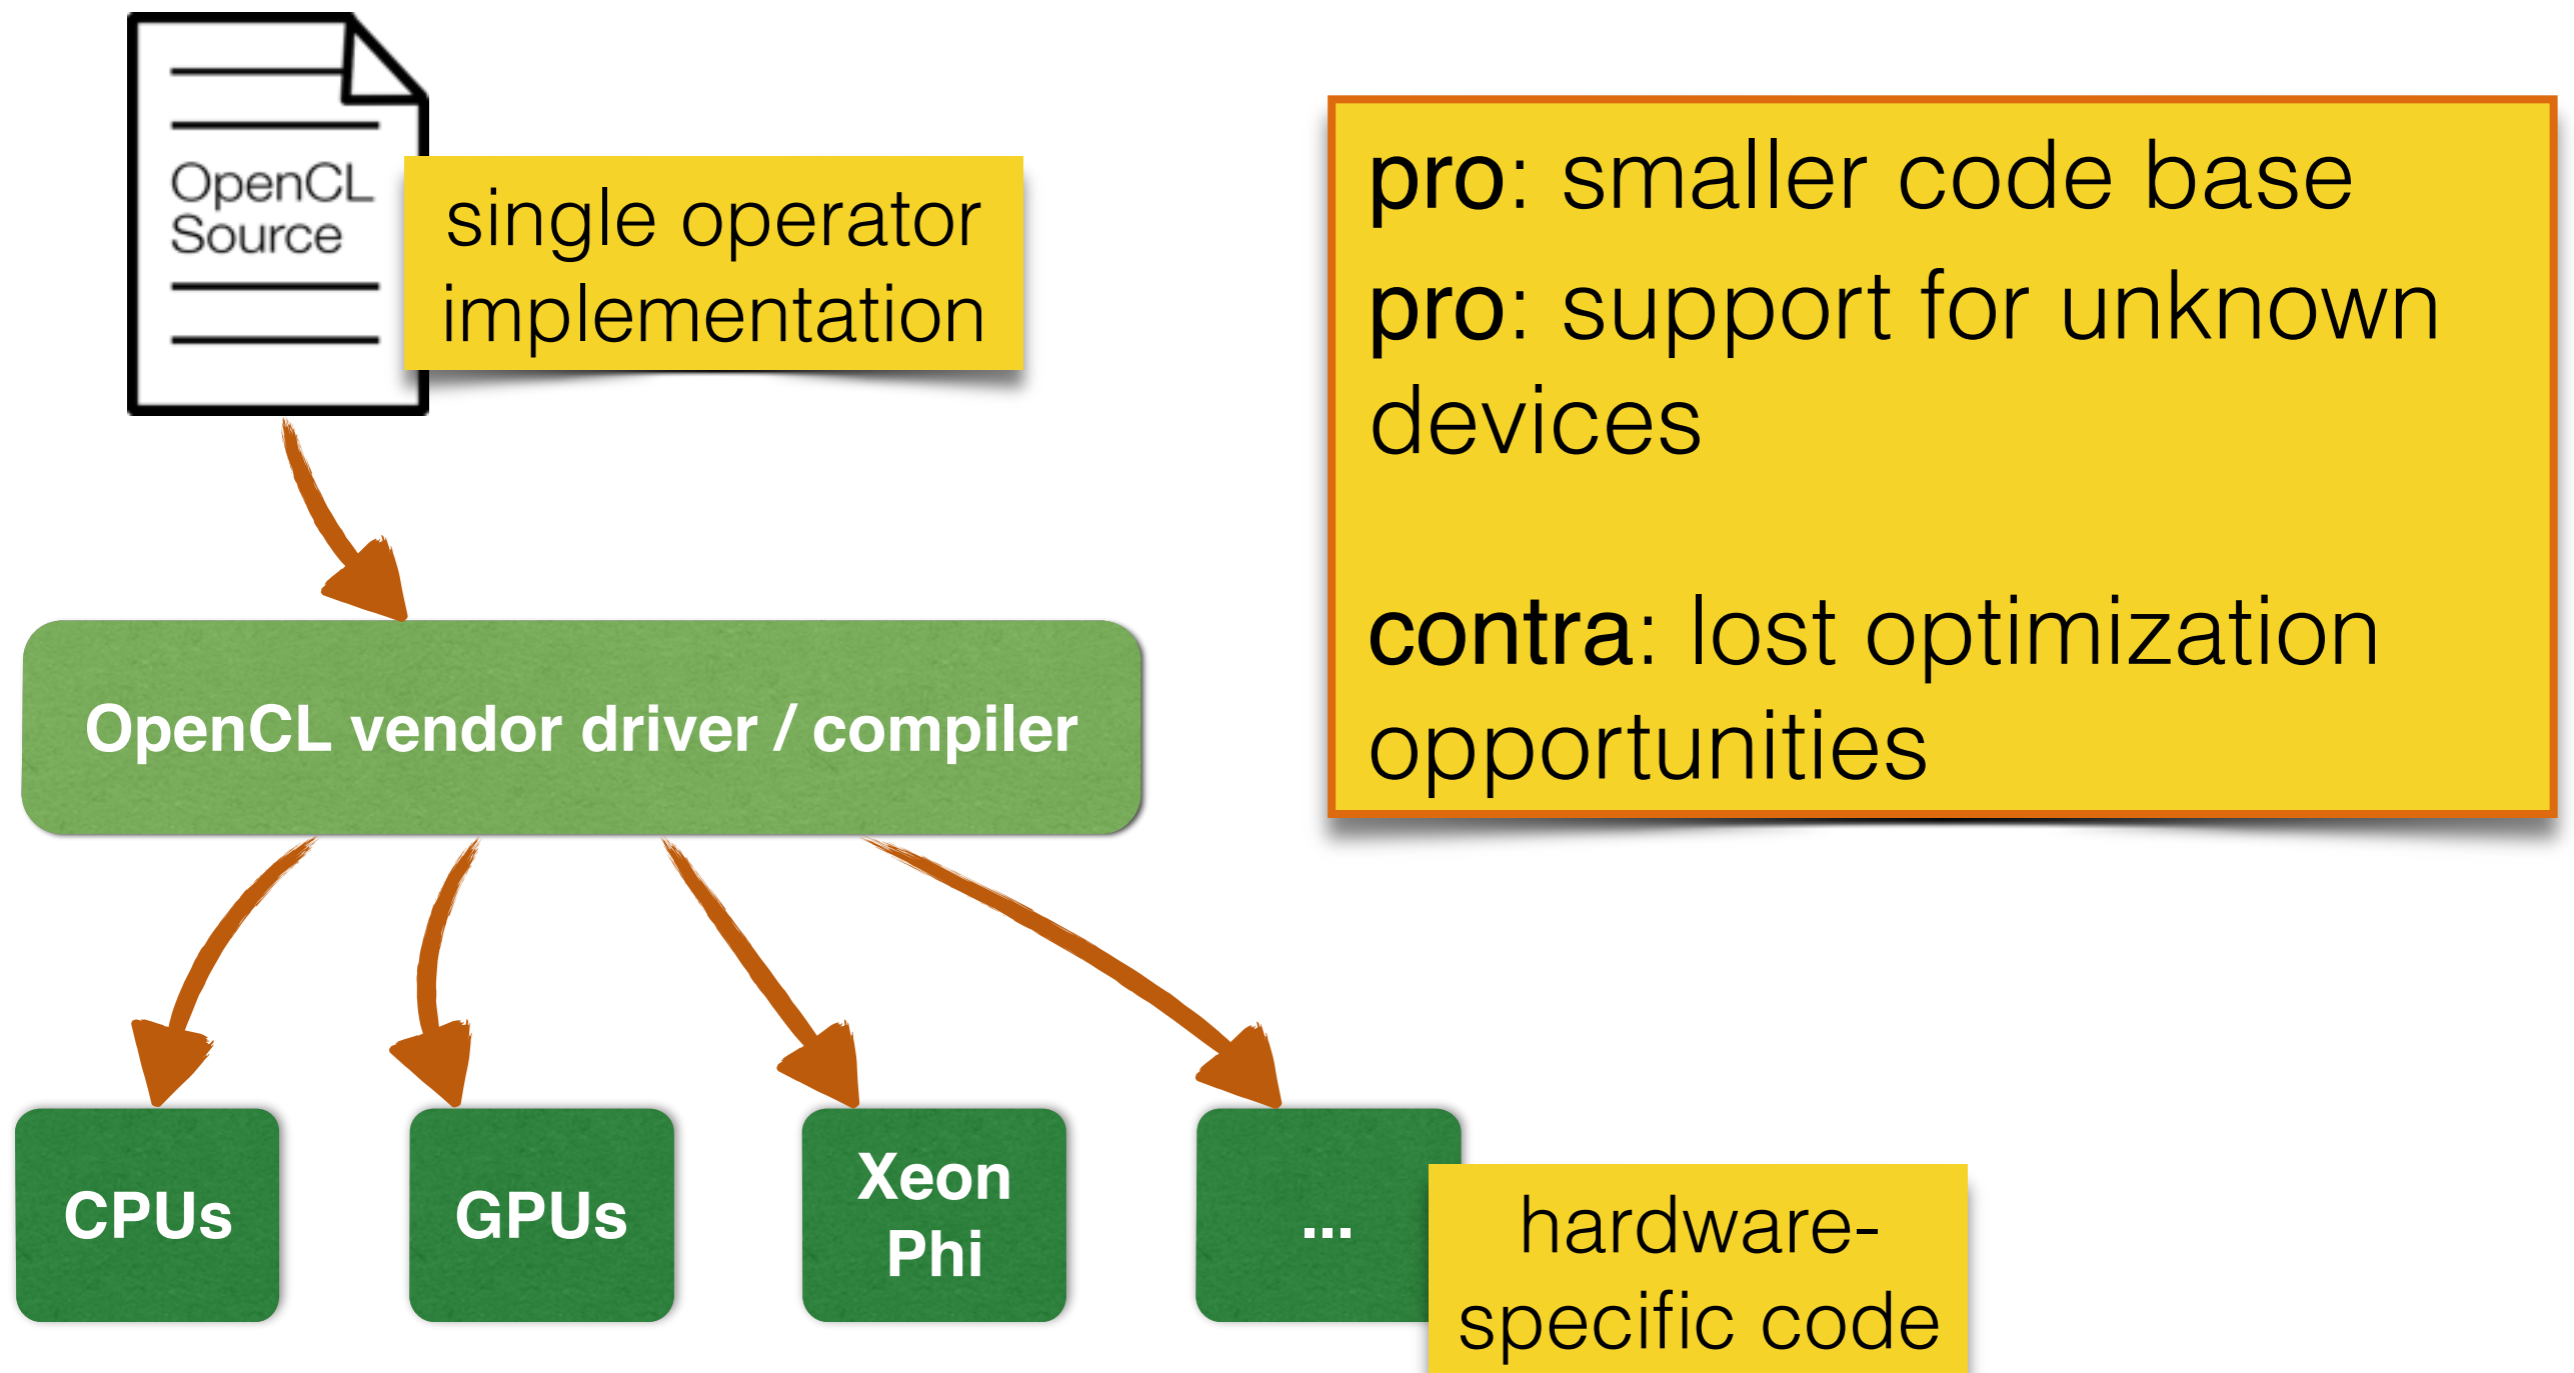 OpenCL
Source
single operator
implementation
pro: smaller code base
pro: support for unknown
devices
contra: lost optimization
opportunities
OpenCL vendor driver / compiler
CPUs
GPUs
Xeon
Phi
...
hardware-
specific code